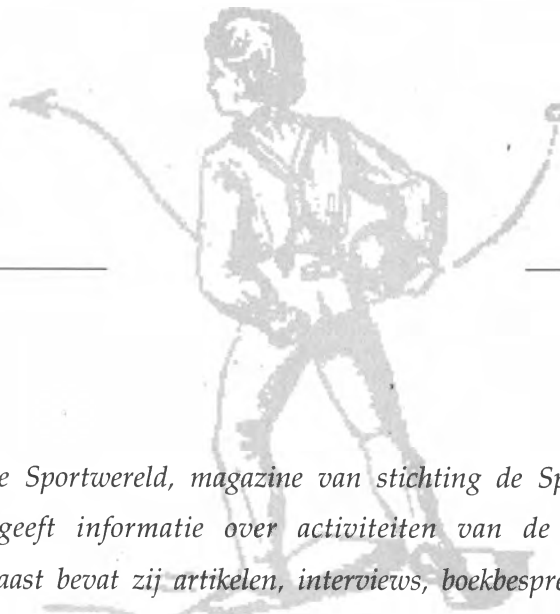 e Sportwereld, magazine van stichting de Sp
geeft informatie over activiteiten van de
aast bevat zij artikelen, interviews, boekbespre